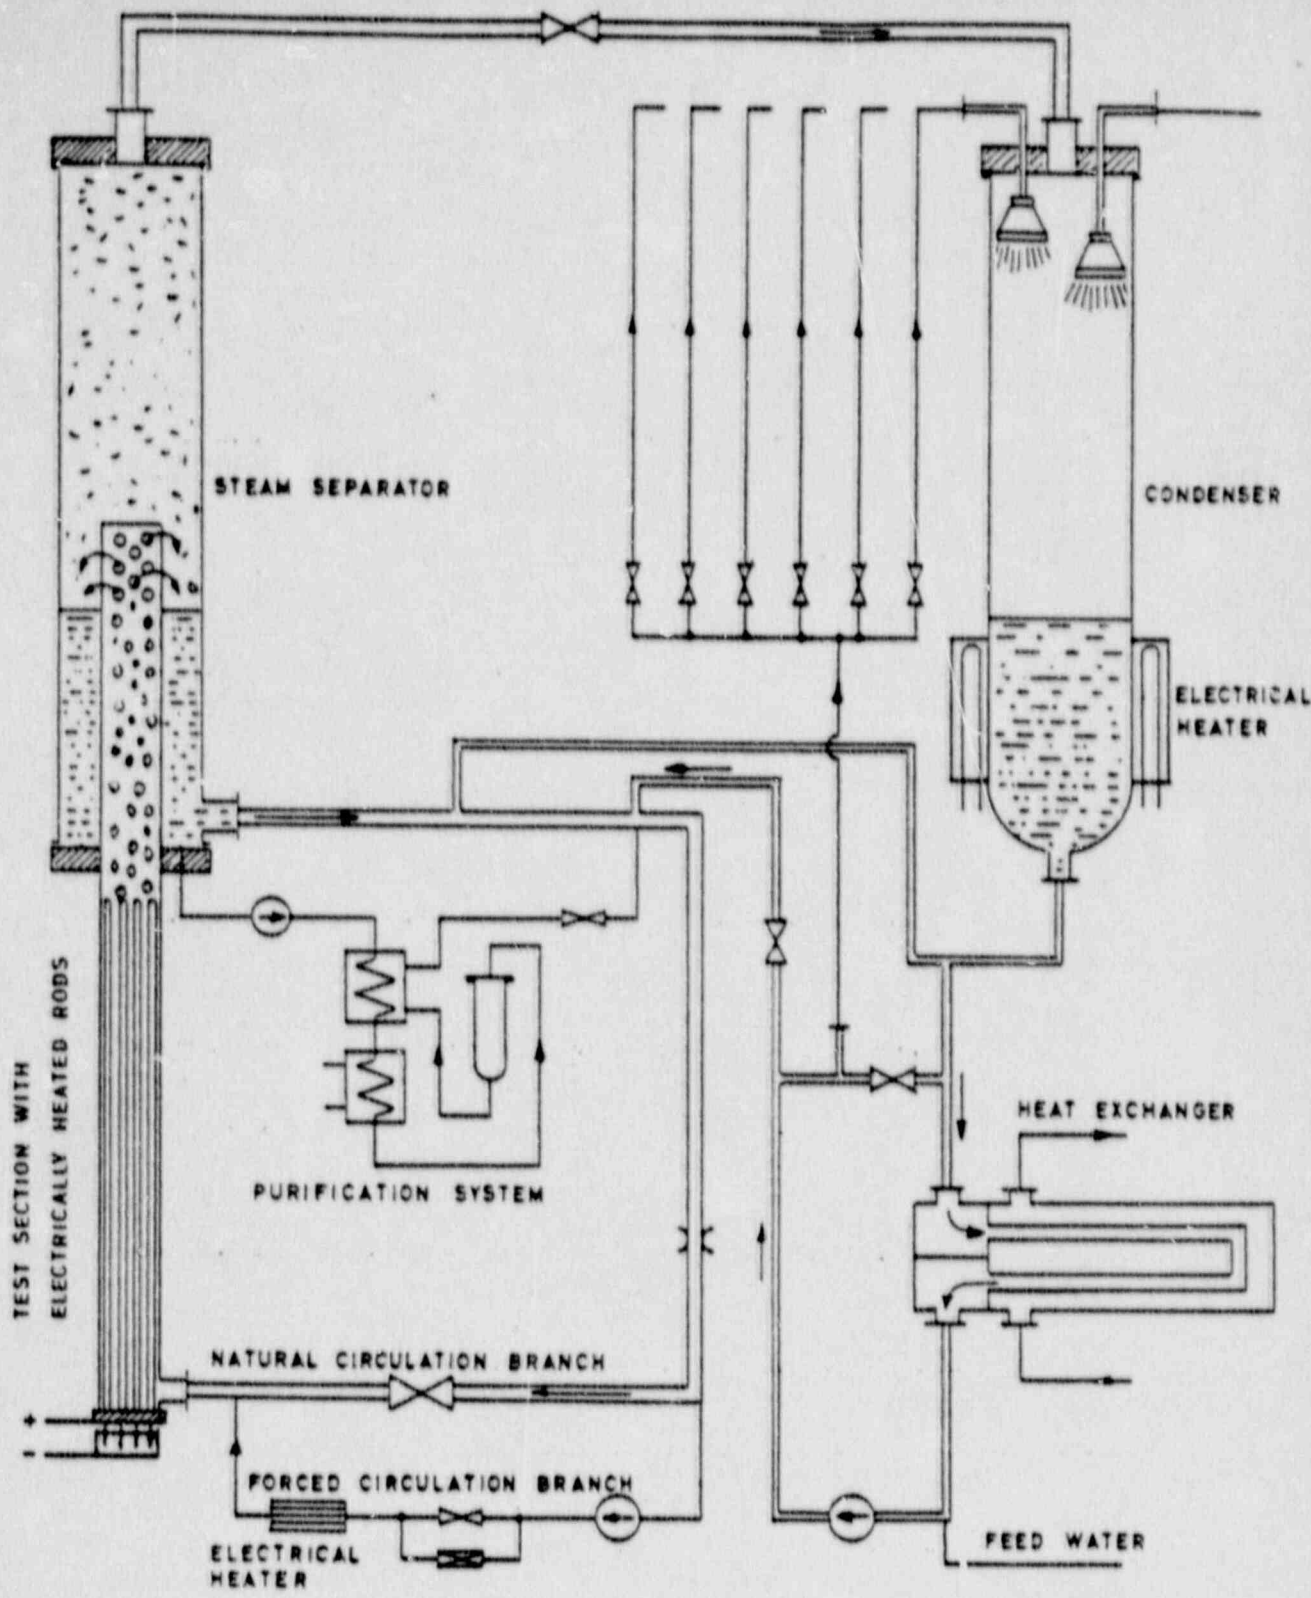 STEAM SEPARATOR
CONDENSER
ELECTRICAL
HEATER
TEST SECTION WITH
ELECTRICALLY HEATED RODS
HEAT EXCHANGER
PURIFICATION SYSTEM
NATURAL CIRCULATION BRANCH
+
-
FORCED CIRCULATION BRANCH
ELECTRICAL
HEATER
FEED WATER